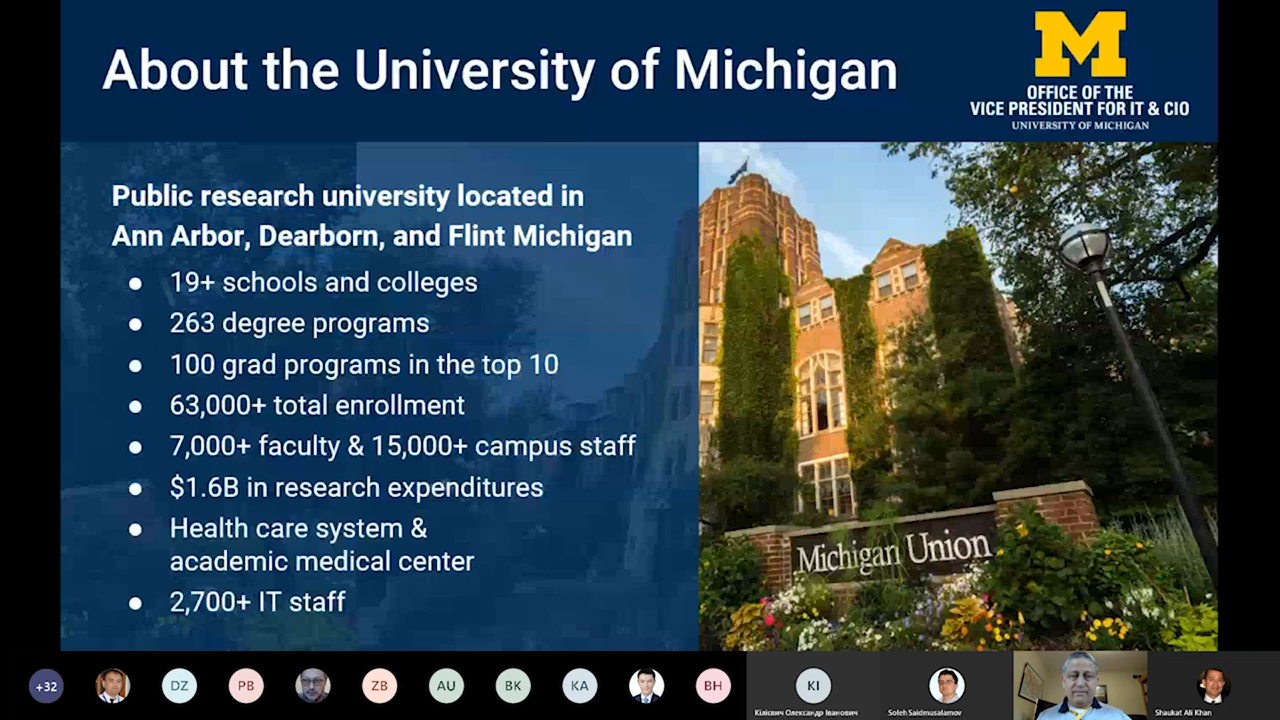 About the University of Michigan
M
OFFICE OF THE
VICE PRESIDENT FOR IT & CIO
UNIVERSITY OF MICHIGAN
Public research university located in
Ann Arbor, Dearborn, and Flint Michigan
19+ schools and colleges
263 degree programs
100 grad programs in the top 10
63,000+ total enrollment
7,000+ faculty & 15,000+ campus staff
$1.6B in research expenditures
Health care system &
academic medical center
2,700+ IT staff
Michigan Union
+32
DZ
PB
ZB
AU
BK
KA
BH
KI
Кілієвич Олександр Іванович
Soleh Saidmusalamov
Shaukat Ali Khan